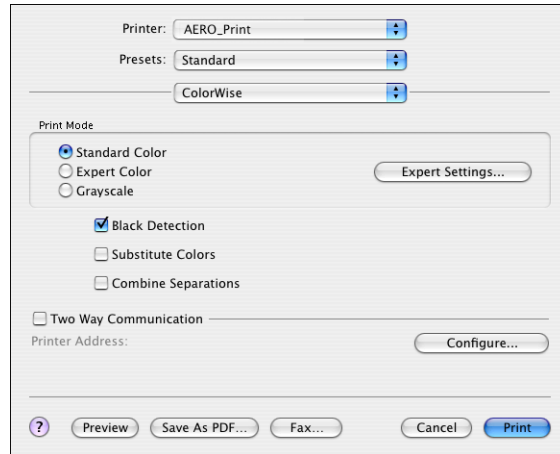 Printer: AERO_Print
Presets: Standard
ColorWise
Print Mode
Standard Color
Expert Color
Expert Settings...
Grayscale
Black Detection
Substitute Colors
Combine Separations
Two Way Communication
Printer Address:
Configure...
? Preview Save As PDF... Fax... Cancel Print